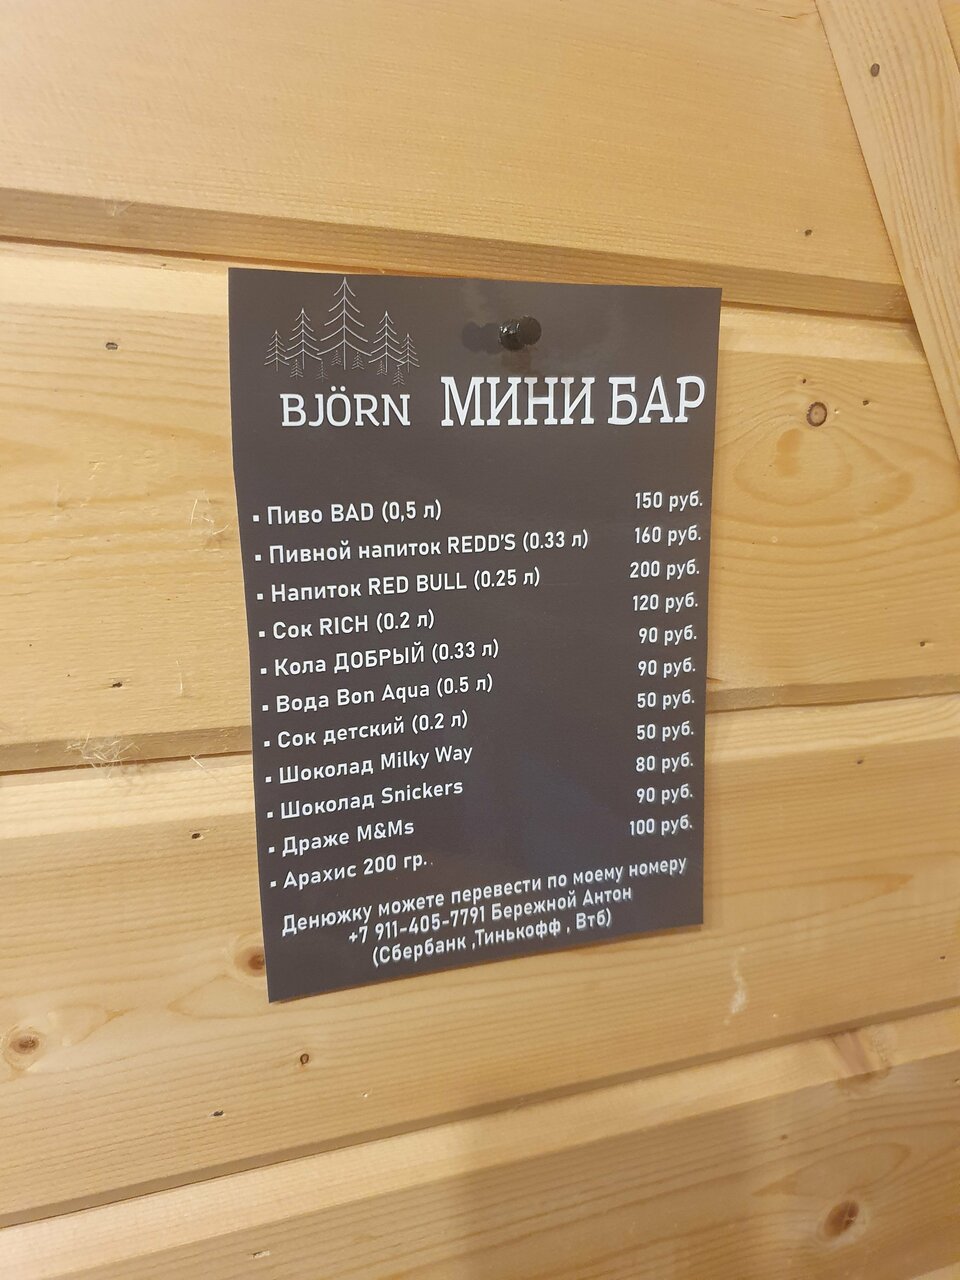 BJÖRN МИНИ БАР
▪ Пиво BAD (0,5 л) 150 руб.
▪ Пивной напиток REDD'S (0.33 л) 160 руб.
▪ Напиток RED BULL (0.25 л) 200 руб.
▪ Сок RICH (0.2 л) 120 руб.
▪ Кола ДОБРЫЙ (0.33 л) 90 руб.
▪ Вода Bon Aqua (0.5 л) 90 руб.
▪ Сок детский (0.2 л) 50 руб.
▪ Шоколад Milky Way 50 руб.
▪ Шоколад Snickers 80 руб.
▪ Драже M&Ms 90 руб.
▪ Арахис 200 гр. 100 руб.
Денюжку можете перевести по моему номеру
+7 911-405-7791 Бережной Антон
(Сбербанк ,Тинькофф , Втб)